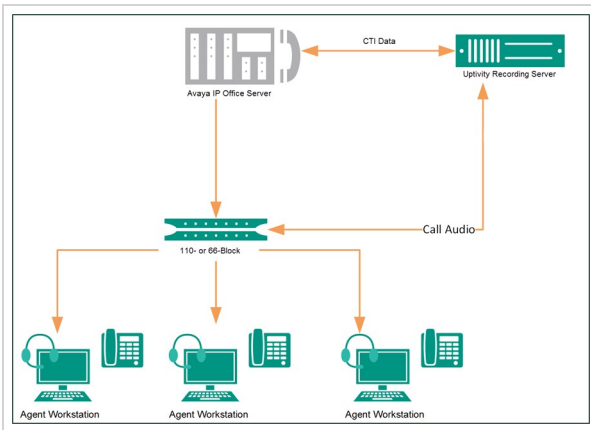 CTI Data
Uptivity Recording Server
Avaya IP Office Server
Call Audio
110- or 66-Block
Agent Workstation
Agent Workstation
Agent Workstation